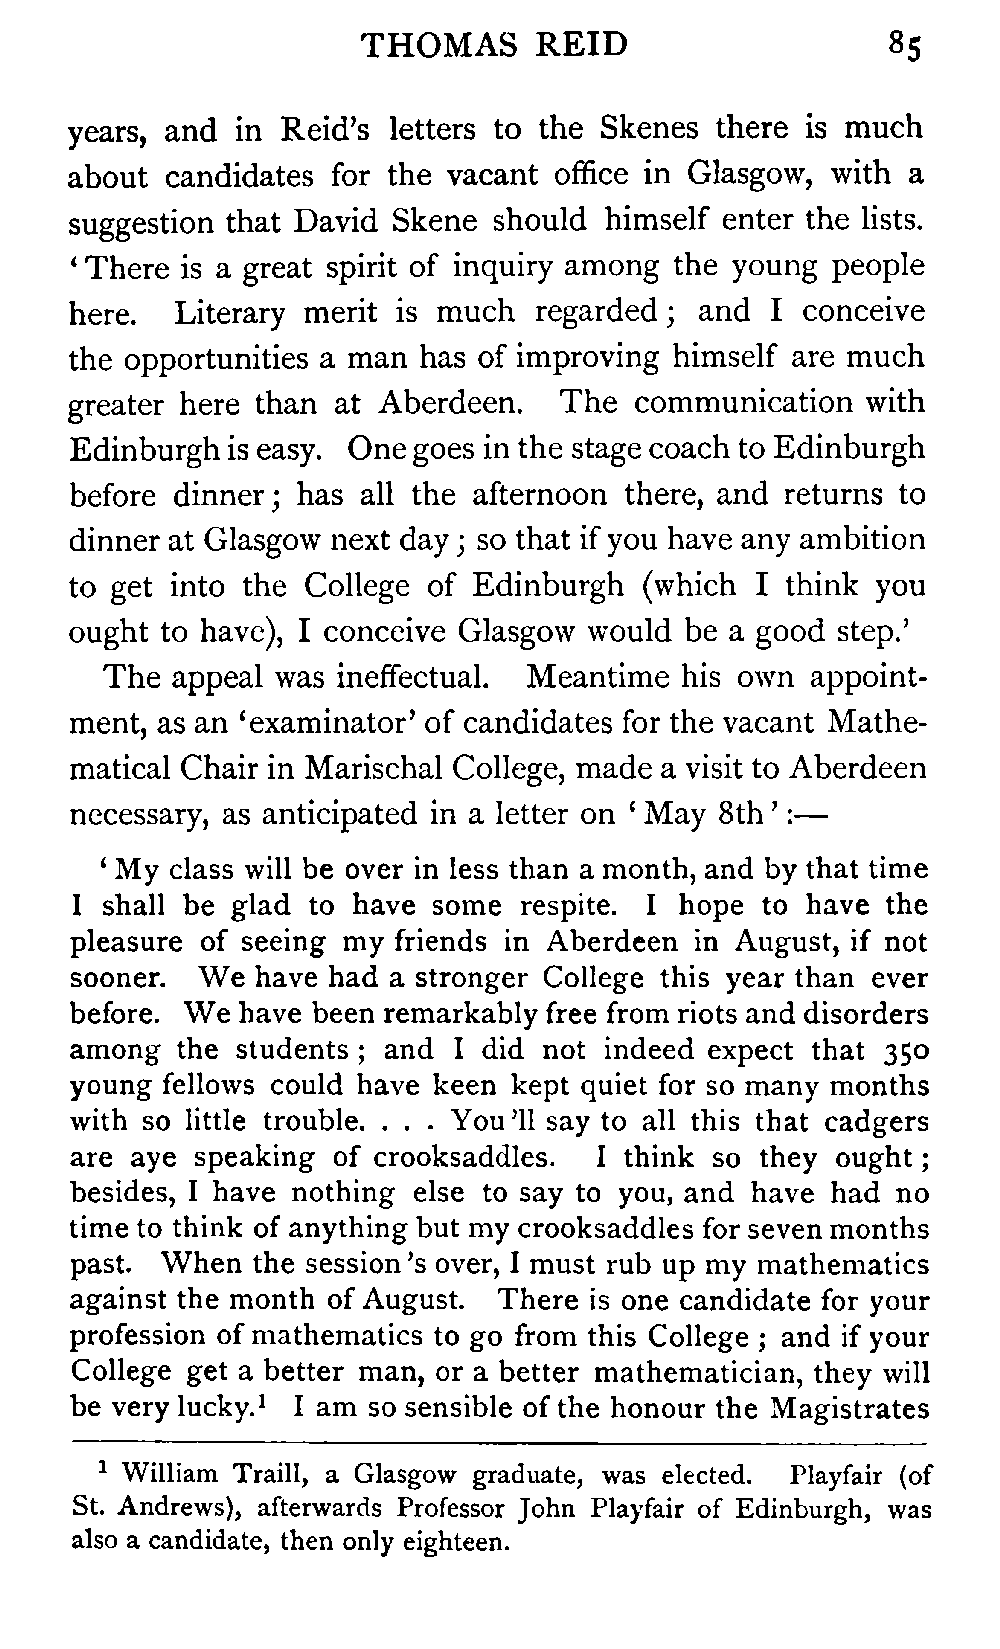 THOMAS REID 85
years, and in Reid's letters to the Skenes there is much
about candidates for the vacant office in Glasgow, with a
suggestion that David Skene should himself enter the lists.
‘There is a great spirit of inquiry among the young people
here. Literary merit is much regarded; and I conceive
the opportunities a man has of improving himself are much
greater here than at Aberdeen. The communication with
Edinburgh is easy. One goes in the stage coach to Edinburgh
before dinner; has all the afternoon there, and returns to
dinner at Glasgow next day; so that if you have any ambition
to get into the College of Edinburgh (which I think you
ought to have), I conceive Glasgow would be a good step.’
The appeal was ineffectual. Meantime his own appoint-
ment, as an ‘examinator’ of candidates for the vacant Mathe-
matical Chair in Marischal College, made a visit to Aberdeen
necessary, as anticipated in a letter on ‘May 8th’:—
‘My class will be over in less than a month, and by that time
I shall be glad to have some respite. I hope to have the
pleasure of seeing my friends in Aberdeen in August, if not
sooner. We have had a stronger College this year than ever
before. We have been remarkably free from riots and disorders
among the students; and I did not indeed expect that 350
young fellows could have keen kept quiet for so many months
with so little trouble. . . . You'll say to all this that cadgers
are aye speaking of crooksaddles. I think so they ought;
besides, I have nothing else to say to you, and have had no
time to think of anything but my crooksaddles for seven months
past. When the session's over, I must rub up my mathematics
against the month of August. There is one candidate for your
profession of mathematics to go from this College; and if your
College get a better man, or a better mathematician, they will
be very lucky.¹ I am so sensible of the honour the Magistrates
¹ William Traill, a Glasgow graduate, was elected. Playfair (of
St. Andrews), afterwards Professor John Playfair of Edinburgh, was
also a candidate, then only eighteen.